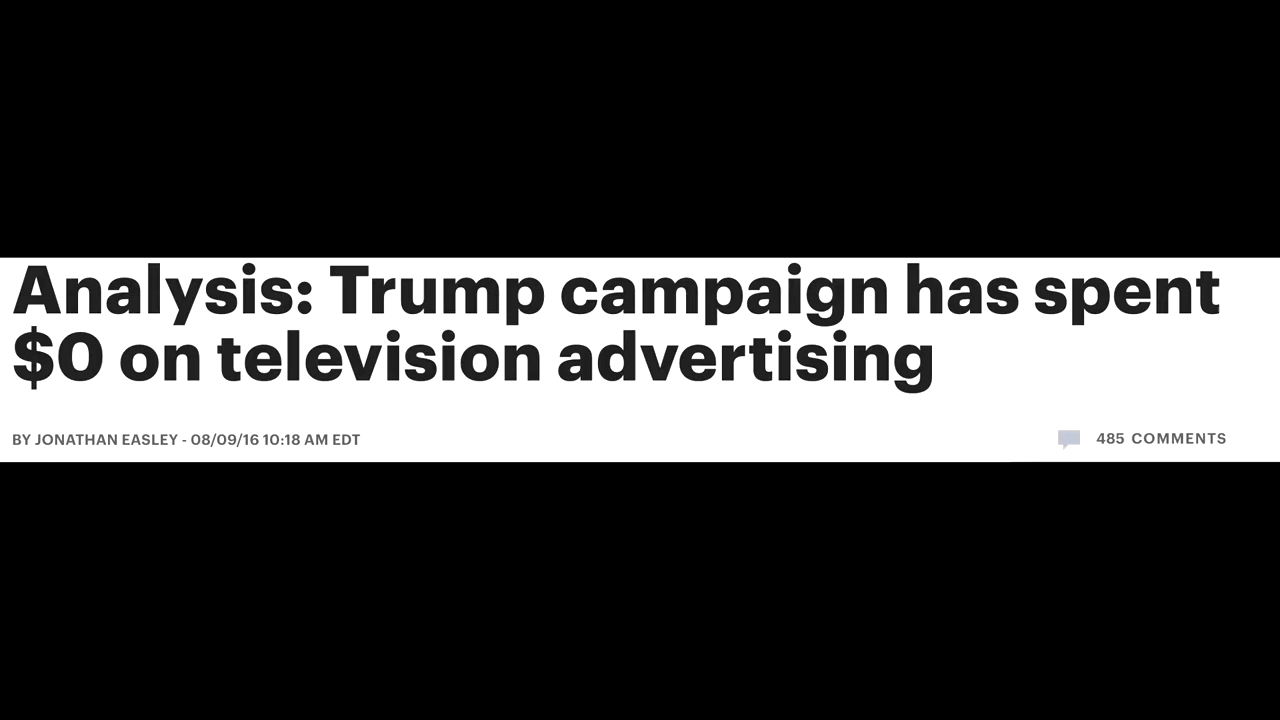 Analysis: Trump campaign has spent
$0 on television advertising
BY JONATHAN EASLEY - 08/09/16 10:18 AM EDT
485 COMMENTS